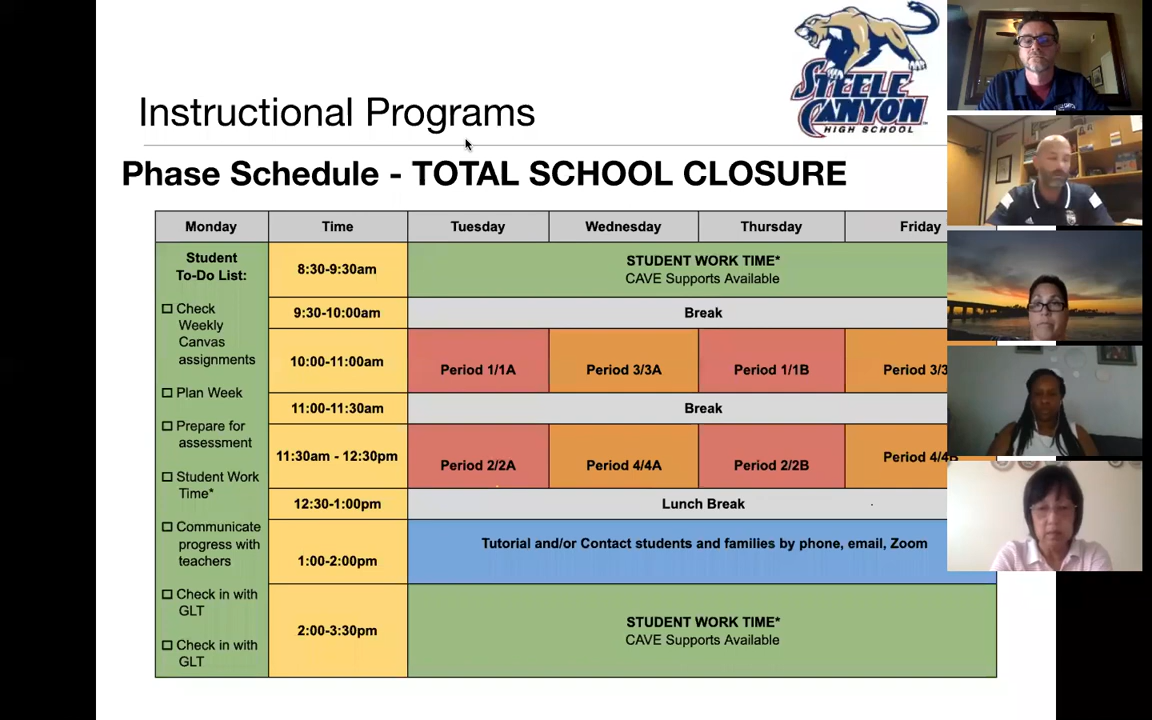 STEELE
CANYON
HIGH SCHOOL
Instructional Programs
Phase Schedule - TOTAL SCHOOL CLOSURE
Monday Time Tuesday Wednesday Thursday Friday
Student
To-Do List:
☐ Check
Weekly
Canvas
assignments
☐ Plan Week
☐ Prepare for
assessment
☐ Student Work
Time*
☐ Communicate
progress with
teachers
☐ Check in with
GLT
☐ Check in with
GLT
8:30-9:30am
STUDENT WORK TIME*
CAVE Supports Available
9:30-10:00am Break
10:00-11:00am Period 1/1A Period 3/3A Period 1/1B Period 3/3
11:00-11:30am Break
11:30am - 12:30pm Period 2/2A Period 4/4A Period 2/2B Period 4/4B
12:30-1:00pm Lunch Break
1:00-2:00pm Tutorial and/or Contact students and families by phone, email, Zoom
2:00-3:30pm
STUDENT WORK TIME*
CAVE Supports Available